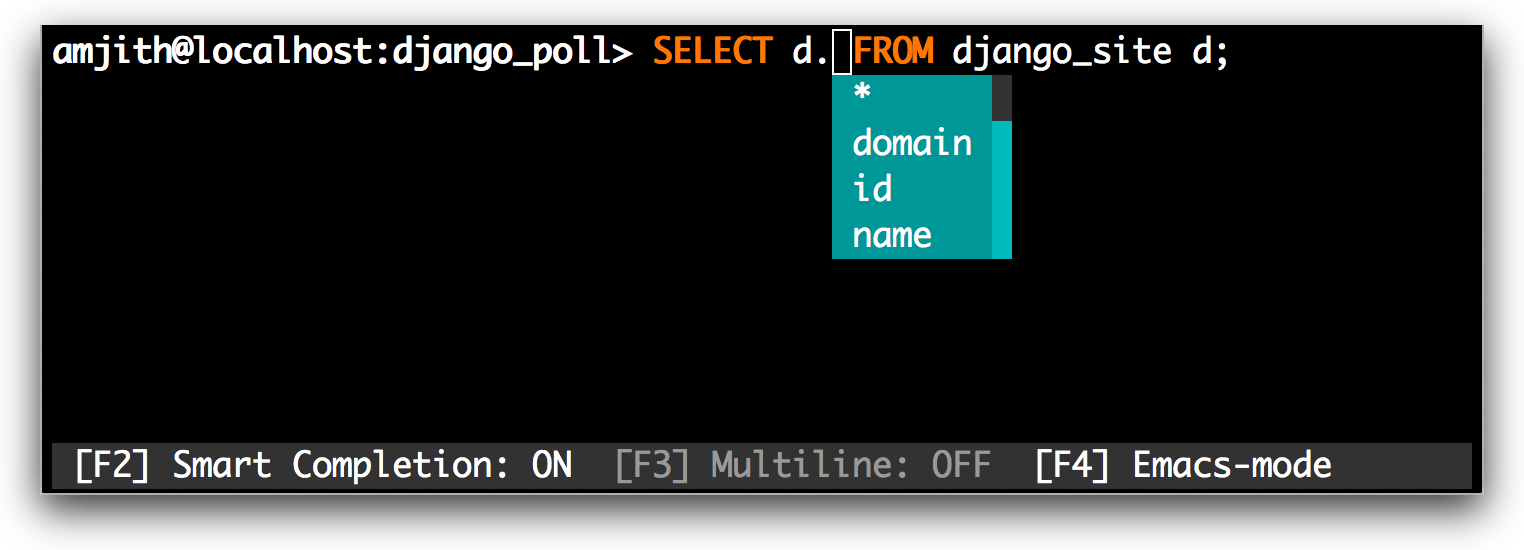 amjith@localhost:django_poll> SELECT d. FROM django_site d;
*
domain
id
name
[F2] Smart Completion: ON [F3] Multiline: OFF [F4] Emacs-mode